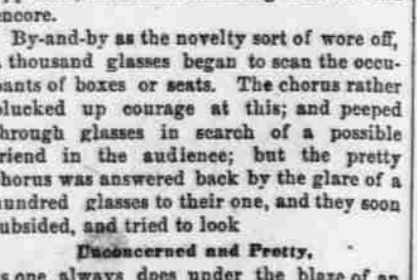 encore.
By-and-by as the novelty sort of wore off,
thousand glasses began to scan the occu-
pants of boxes or seats. The chorus rather
plucked up courage at this; and peeped
through glasses in search of a possible
friend in the audience; but the pretty
chorus was answered back by the glare of a
hundred glasses to their one, and they soon
subsided, and tried to look
Unconcerned and Pretty,
as one always does under the blaze of an